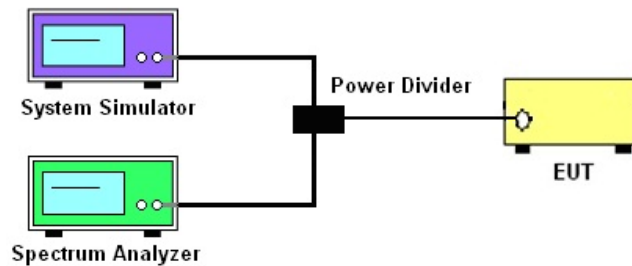 System Simulator
Power Divider
EUT
Spectrum Analyzer